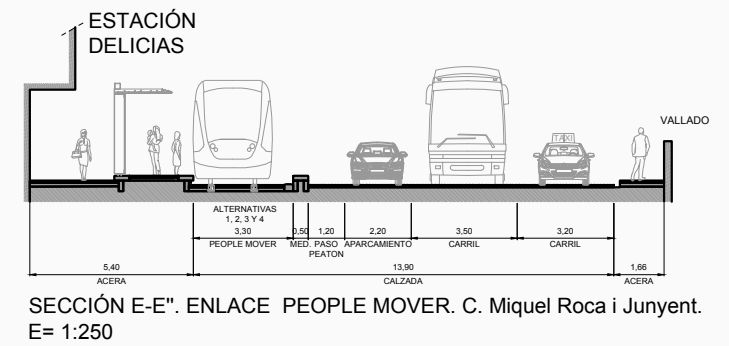 ESTACIÓN
DELICIAS
TAXI
VALLADO
ALTERNATIVAS
1, 2, 3 Y 4
3,30 0,50 1,20 2,20 3,50 3,20
PEOPLE MOVER MED. PASO APARCAMIENTO CARRIL CARRIL
PEATON
5,40 13,90 1,66
ACERA CALZADA ACERA
SECCIÓN E-E". ENLACE PEOPLE MOVER. C. Miquel Roca i Junyent.
E= 1:250